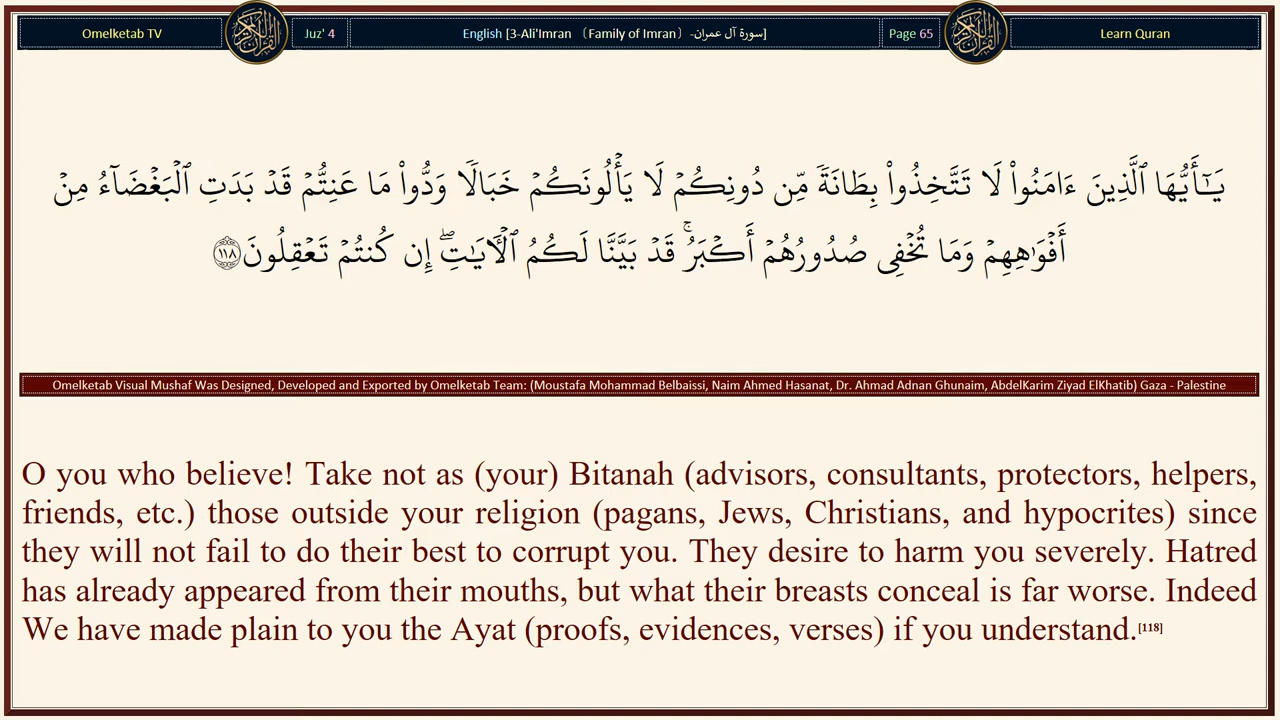 Omelketab TV
Juz' 4
English [3-Ali'Imran (Family of Imran) -سورة آل عمران]
Page 65
Learn Quran
يَـٰٓأَيُّهَا ٱلَّذِينَ ءَامَنُوا۟ لَا تَتَّخِذُوا۟ بِطَانَةً مِّن دُونِكُمْ لَا يَأْلُونَكُمْ خَبَالًا وَدُّوا۟ مَا عَنِتُّمْ قَدْ بَدَتِ ٱلْبَغْضَآءُ مِنْ
أَفْوَٰهِهِمْ وَمَا تُخْفِى صُدُورُهُمْ أَكْبَرُ ۚ قَدْ بَيَّنَّا لَكُمُ ٱلْـَٔايَـٰتِ ۖ إِن كُنتُمْ تَعْقِلُونَ ١١٨
Omelketab Visual Mushaf Was Designed, Developed and Exported by Omelketab Team: (Moustafa Mohammad Belbaissi, Naim Ahmed Hasanat, Dr. Ahmad Adnan Ghunaim, AbdelKarim Ziyad ElKhatib) Gaza - Palestine
O you who believe! Take not as (your) Bitanah (advisors, consultants, protectors, helpers,
friends, etc.) those outside your religion (pagans, Jews, Christians, and hypocrites) since
they will not fail to do their best to corrupt you. They desire to harm you severely. Hatred
has already appeared from their mouths, but what their breasts conceal is far worse. Indeed
We have made plain to you the Ayat (proofs, evidences, verses) if you understand.[118]